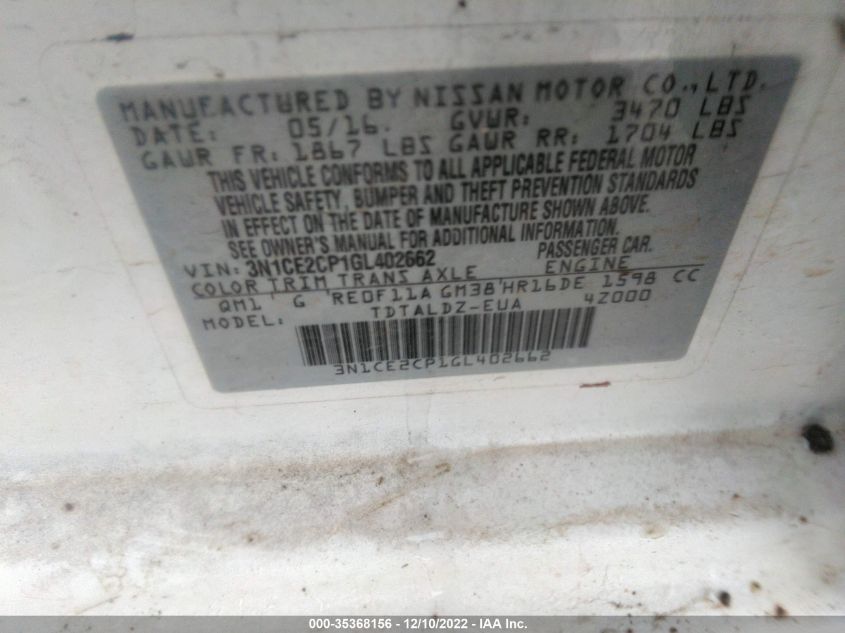 MANUFACTURED BY NISSAN MOTOR CO., LTD.
DATE: 05/16. GVWR: 3470 LBS
GAWR FR: 1867 LBS GAWR RR: 1704 LBS
THIS VEHICLE CONFORMS TO ALL APPLICABLE FEDERAL MOTOR
VEHICLE SAFETY, BUMPER AND THEFT PREVENTION STANDARDS
IN EFFECT ON THE DATE OF MANUFACTURE SHOWN ABOVE.
SEE OWNER'S MANUAL FOR ADDITIONAL INFORMATION.
VIN: 3N1CE2CP1GL402662 PASSENGER CAR.
COLOR TRIM TRANS AXLE ENGINE
QM1 G RE0F11A GM38 HR16DE 1598 CC
MODEL: TDTALDZ-EUA 4Z000
3N1CE2CP1GL402662
000-35368156 - 12/10/2022 - IAA Inc.